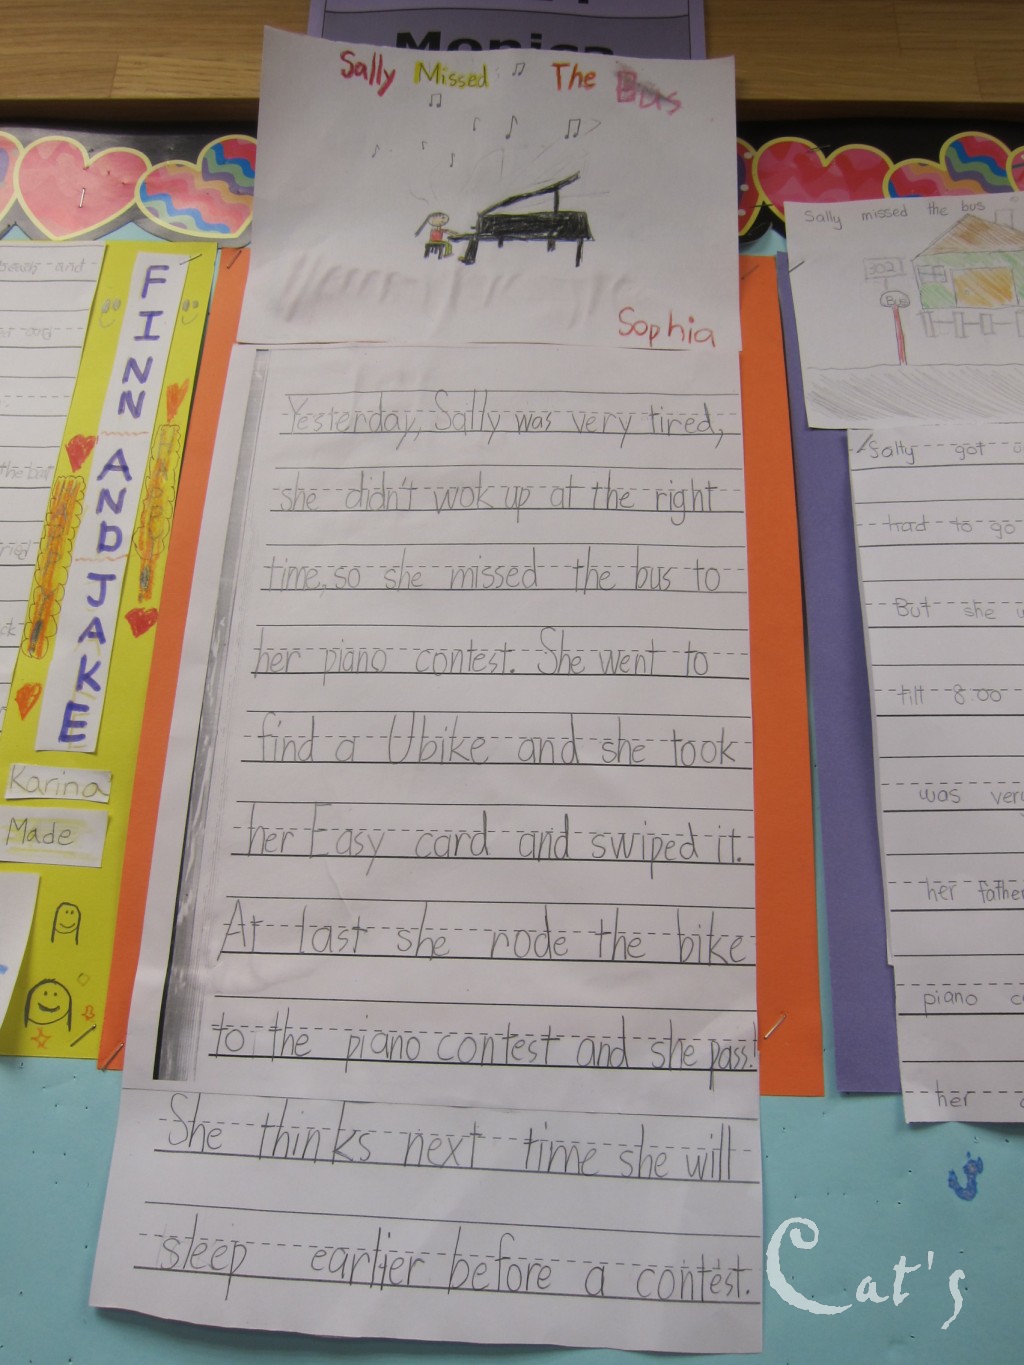 Monica
Sally Missed The Bus
Sophia
Yesterday, Sally was very tired,
she didn't wok up at the right
time, so she missed the bus to
her piano contest. She went to
find a Ubike and she took
her Easy card and swiped it.
At last she rode the bike
to the piano contest and she pass!
She thinks next time she will
sleep earlier before a contest.
FINN AND JAKE
Karina
Made
and
Sally missed the bus
302
Bus
Sally got
had to go
But she
till 8:00
was very
her father
piano
her
Cat's